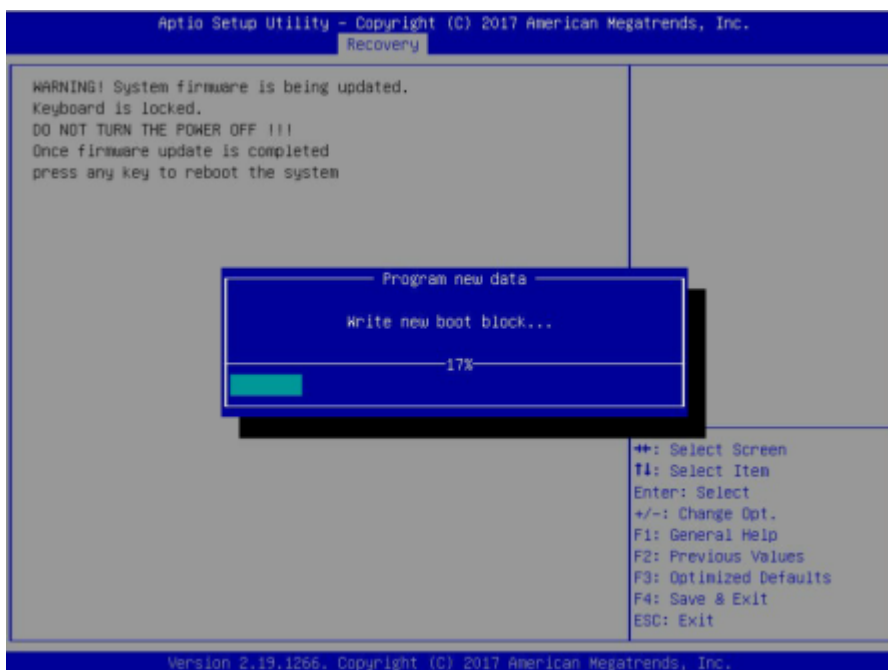 Aptio Setup Utility – Copyright (C) 2017 American Megatrends, Inc.
Recovery
WARNING! System firmware is being updated.
Keyboard is locked.
DO NOT TURN THE POWER OFF !!!
Once firmware update is completed
press any key to reboot the system
Program new data
Write new boot block...
17%
→←: Select Screen
↑↓: Select Item
Enter: Select
+/-: Change Opt.
F1: General Help
F2: Previous Values
F3: Optimized Defaults
F4: Save & Exit
ESC: Exit
Version 2.19.1266. Copyright (C) 2017 American Megatrends, Inc.